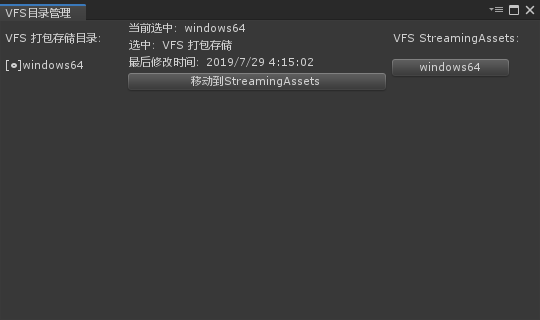 VFS目录管理
VFS 打包存储目录:
[●]windows64
当前选中: windows64
选中: VFS 打包存储
最后修改时间: 2019/7/29 4:15:02
移动到StreamingAssets
VFS StreamingAssets:
windows64